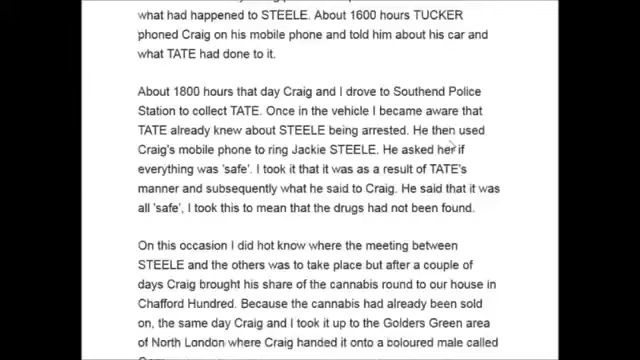 what had happened to STEELE. About 1600 hours TUCKER
phoned Craig on his mobile phone and told him about his car and
what TATE had done to it.
About 1800 hours that day Craig and I drove to Southend Police
Station to collect TATE. Once in the vehicle I became aware that
TATE already knew about STEELE being arrested. He then used
Craig's mobile phone to ring Jackie STEELE. He asked her if
everything was 'safe'. I took it that it was as a result of TATE's
manner and subsequently what he said to Craig. He said that it was
all 'safe', I took this to mean that the drugs had not been found.
On this occasion I did hot know where the meeting between
STEELE and the others was to take place but after a couple of
days Craig brought his share of the cannabis round to our house in
Chafford Hundred. Because the cannabis had already been sold
on, the same day Craig and I took it up to the Golders Green area
of North London where Craig handed it onto a coloured male called